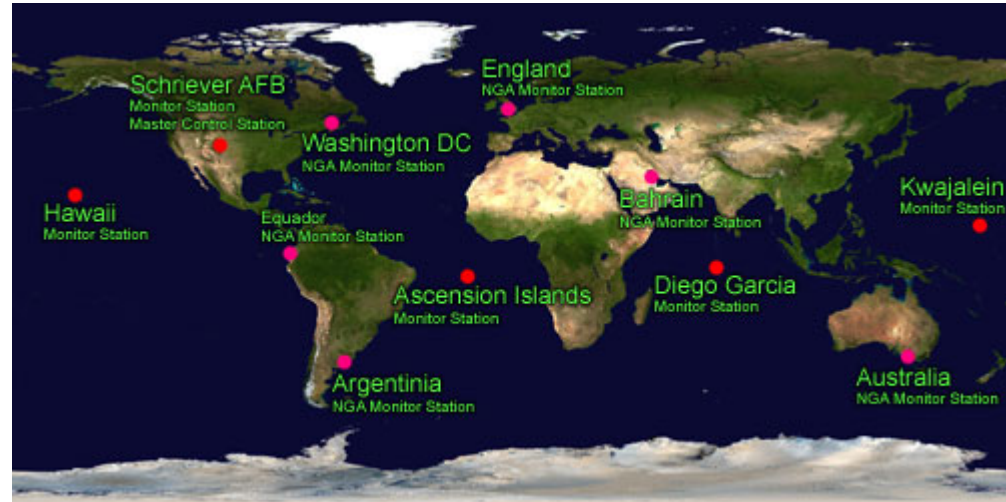 England
NGA Monitor Station
Schriever AFB
Monitor Station
Master Control Station
Washington DC
NGA Monitor Station
Hawaii
Monitor Station
Equador
NGA Monitor Station
Bahrain
NGA Monitor Station
Kwajalein
Monitor Station
Ascension Islands
Monitor Station
Diego Garcia
Monitor Station
Argentinia
NGA Monitor Station
Australia
NGA Monitor Station